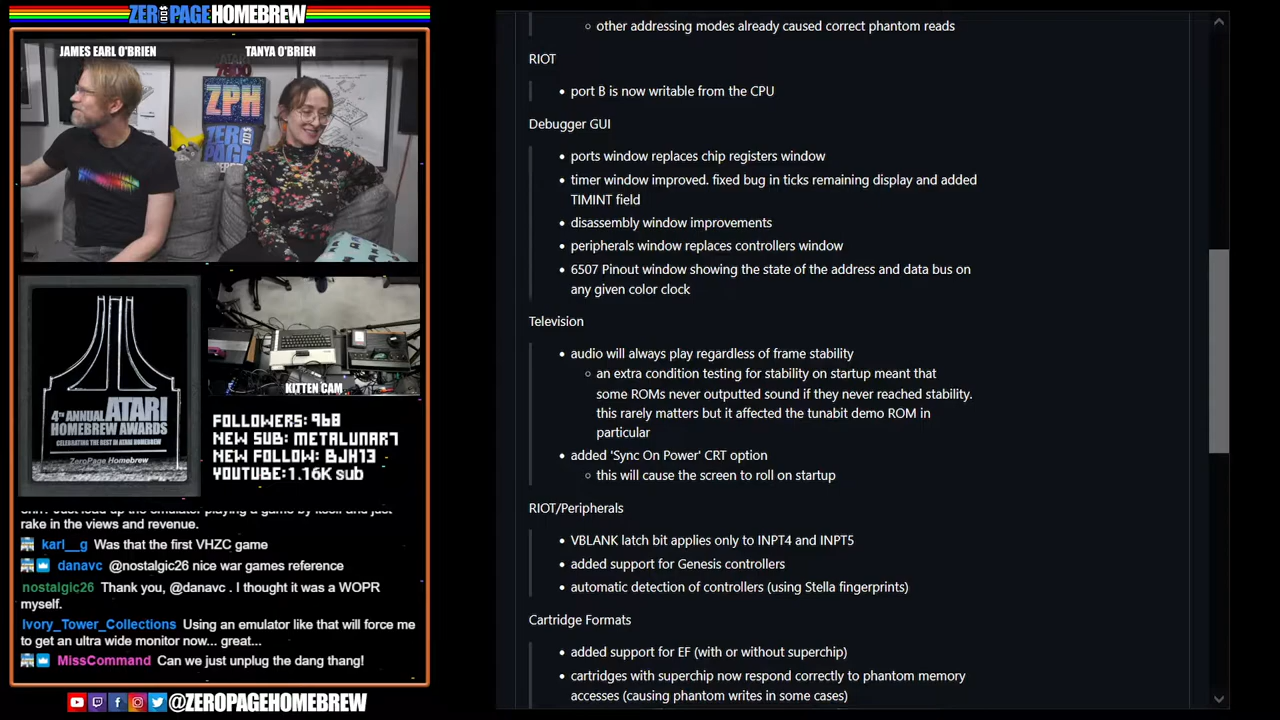 ZEROPAGEHOMEBREW
JAMES EARL O'BRIEN
TANYA O'BRIEN
ATARI
7800
ZPH
ZERO
PAGE
4TH ANNUAL ATARI
HOMEBREW AWARDS
CELEBRATING THE BEST IN ATARI HOMEBREW
ZeroPage Homebrew
KITTEN CAM
FOLLOWERS: 968
NEW SUB: METALUNAR7
NEW FOLLOW: BJH13
YOUTUBE: 1.16K sub
rake in the views and revenue.
karl__g Was that the first VHZC game
danavc @nostalgic26 nice war games reference
nostalgic26 Thank you, @danavc . I thought it was a WOPR
myself.
Ivory_Tower_Collections Using an emulator like that will force me
to get an ultra wide monitor now... great...
MissCommand Can we just unplug the dang thang!
@ZEROPAGEHOMEBREW
other addressing modes already caused correct phantom reads
RIOT
port B is now writable from the CPU
Debugger GUI
ports window replaces chip registers window
timer window improved. fixed bug in ticks remaining display and added
TIMINT field
disassembly window improvements
peripherals window replaces controllers window
6507 Pinout window showing the state of the address and data bus on
any given color clock
Television
audio will always play regardless of frame stability
an extra condition testing for stability on startup meant that
some ROMs never outputted sound if they never reached stability.
this rarely matters but it affected the tunabit demo ROM in
particular
added 'Sync On Power' CRT option
this will cause the screen to roll on startup
RIOT/Peripherals
VBLANK latch bit applies only to INPT4 and INPT5
added support for Genesis controllers
automatic detection of controllers (using Stella fingerprints)
Cartridge Formats
added support for EF (with or without superchip)
cartridges with superchip now respond correctly to phantom memory
accesses (causing phantom writes in some cases)